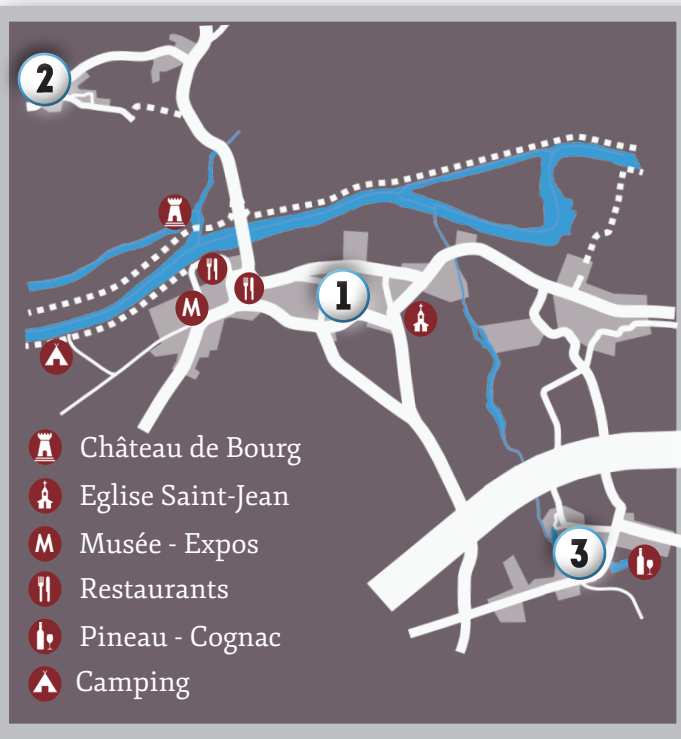 2
1
M
3
Château de Bourg
Eglise Saint-Jean
M Musée - Expos
Restaurants
Pineau - Cognac
Camping